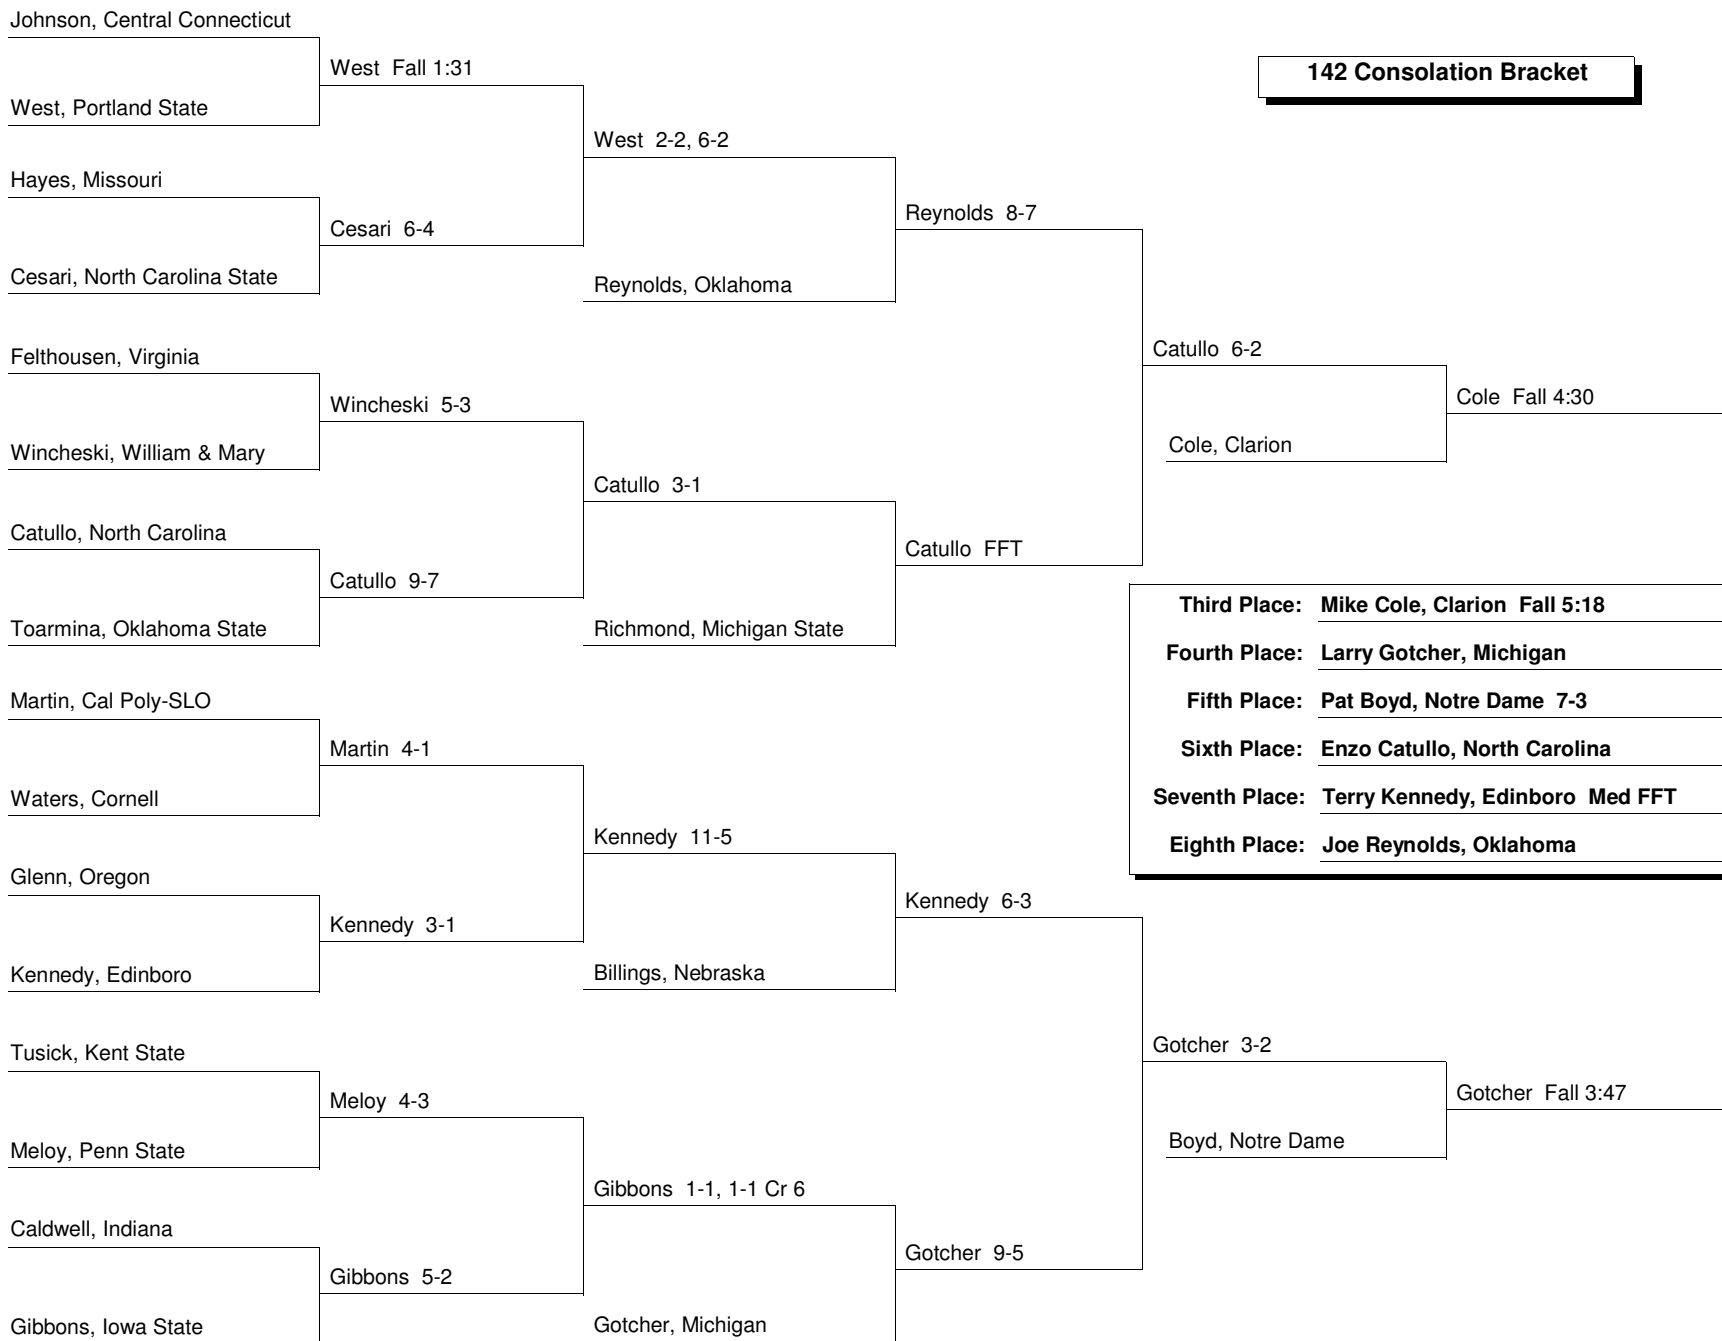 Johnson, Central Connecticut
West Fall 1:31
142 Consolation Bracket
West, Portland State
West 2-2, 6-2
Hayes, Missouri
Reynolds 8-7
Cesari 6-4
Cesari, North Carolina State
Reynolds, Oklahoma
Felthousen, Virginia
Catullo 6-2
Wincheski 5-3
Cole Fall 4:30
Wincheski, William & Mary
Cole, Clarion
Catullo 3-1
Catullo, North Carolina
Catullo FFT
Catullo 9-7
Toarmina, Oklahoma State
Richmond, Michigan State
Third Place: Mike Cole, Clarion Fall 5:18
Fourth Place: Larry Gotcher, Michigan
Fifth Place: Pat Boyd, Notre Dame 7-3
Sixth Place: Enzo Catullo, North Carolina
Seventh Place: Terry Kennedy, Edinboro Med FFT
Eighth Place: Joe Reynolds, Oklahoma
Martin, Cal Poly-SLO
Martin 4-1
Waters, Cornell
Kennedy 11-5
Glenn, Oregon
Kennedy 6-3
Kennedy 3-1
Kennedy, Edinboro
Billings, Nebraska
Tusick, Kent State
Gotcher 3-2
Meloy 4-3
Gotcher Fall 3:47
Meloy, Penn State
Boyd, Notre Dame
Gibbons 1-1, 1-1 Cr 6
Caldwell, Indiana
Gotcher 9-5
Gibbons 5-2
Gibbons, Iowa State
Gotcher, Michigan